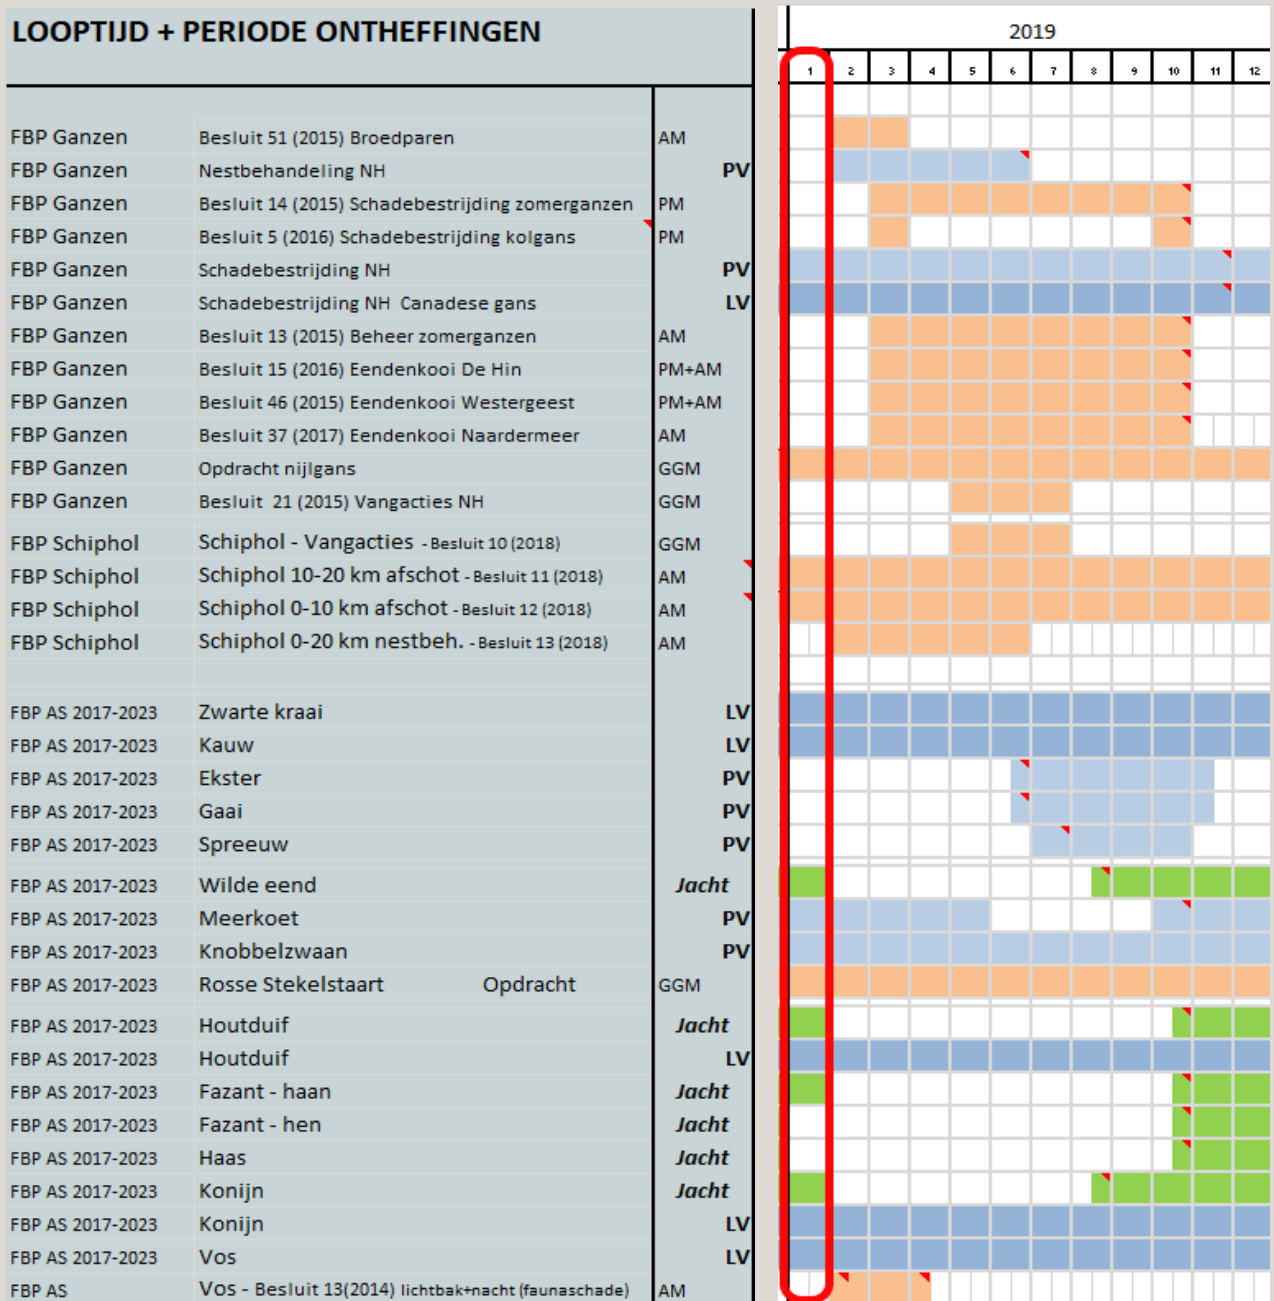 LOOPTIJD + PERIODE ONTHEFFINGEN
2019
1 2 3 4 5 6 7 8 9 10 11 12
FBP Ganzen Besluit 51 (2015) Broedparen AM
FBP Ganzen Nestbehandeling NH PV
FBP Ganzen Besluit 14 (2015) Schadebestrijding zomerganzen PM
FBP Ganzen Besluit 5 (2016) Schadebestrijding kolgans PM
FBP Ganzen Schadebestrijding NH PV
FBP Ganzen Schadebestrijding NH Canadese gans LV
FBP Ganzen Besluit 13 (2015) Beheer zomerganzen AM
FBP Ganzen Besluit 15 (2016) Eendenkooi De Hin PM+AM
FBP Ganzen Besluit 46 (2015) Eendenkooi Westergeest PM+AM
FBP Ganzen Besluit 37 (2017) Eendenkooi Naardermeer AM
FBP Ganzen Opdracht nijlgans GGM
FBP Ganzen Besluit 21 (2015) Vangacties NH GGM
FBP Schiphol Schiphol - Vangacties - Besluit 10 (2018) GGM
FBP Schiphol Schiphol 10-20 km afschot - Besluit 11 (2018) AM
FBP Schiphol Schiphol 0-10 km afschot - Besluit 12 (2018) AM
FBP Schiphol Schiphol 0-20 km nestbeh. - Besluit 13 (2018) AM
FBP AS 2017-2023 Zwarte kraai LV
FBP AS 2017-2023 Kauw LV
FBP AS 2017-2023 Ekster PV
FBP AS 2017-2023 Gaai PV
FBP AS 2017-2023 Spreeuw PV
FBP AS 2017-2023 Wilde eend Jacht
FBP AS 2017-2023 Meerkoet PV
FBP AS 2017-2023 Knobbelzwaan PV
FBP AS 2017-2023 Rosse Stekelstaart Opdracht GGM
FBP AS 2017-2023 Houtduif Jacht
FBP AS 2017-2023 Houtduif LV
FBP AS 2017-2023 Fazant - haan Jacht
FBP AS 2017-2023 Fazant - hen Jacht
FBP AS 2017-2023 Haas Jacht
FBP AS 2017-2023 Konijn Jacht
FBP AS 2017-2023 Konijn LV
FBP AS 2017-2023 Vos LV
FBP AS Vos - Besluit 13(2014) lichtbak+nacht (faunaschade) AM